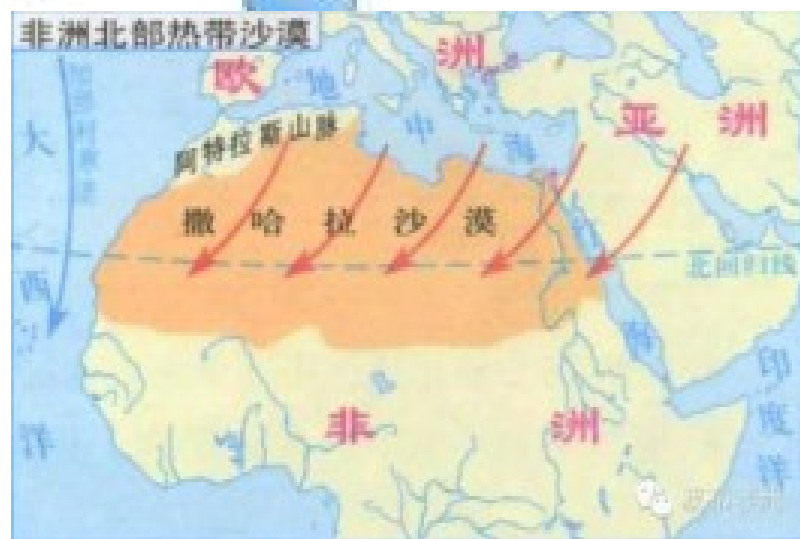 非洲北部热带沙漠
欧洲
地中海
亚洲
阿特拉斯山脉
大西洋
撒哈拉沙漠
北回归线
红海
非洲
印度洋